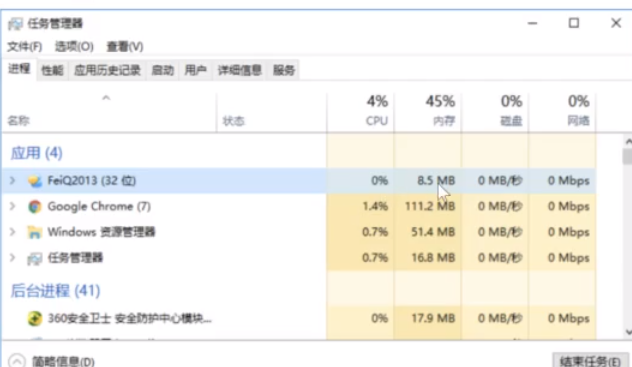 任务管理器
文件(F) 选项(O) 查看(V)
进程 性能 应用历史记录 启动 用户 详细信息 服务
4% 45% 0% 0%
名称 状态 CPU 内存 磁盘 网络
应用 (4)
FeiQ2013 (32 位) 0% 8.5 MB 0 MB/秒 0 Mbps
Google Chrome (7) 1.4% 111.2 MB 0 MB/秒 0 Mbps
Windows 资源管理器 0.7% 51.4 MB 0 MB/秒 0 Mbps
任务管理器 0.7% 16.8 MB 0 MB/秒 0 Mbps
后台进程 (41)
360安全卫士 安全防护中心模块... 0% 17.9 MB 0 MB/秒 0 Mbps
简略信息(D) 结束任务(E)